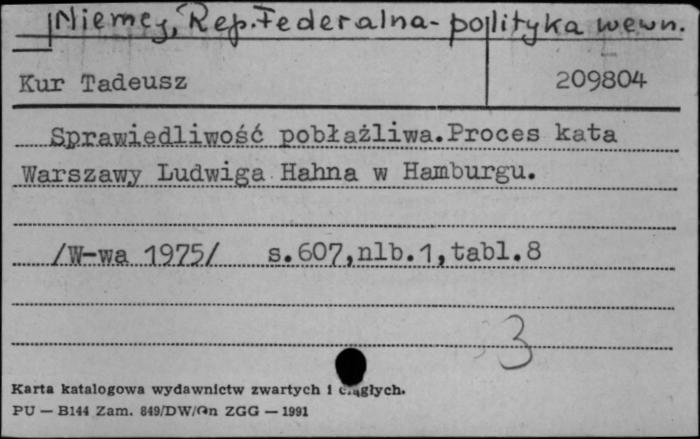 Niemcy, Rep. Federalna - polityka wewn.
Kur Tadeusz 209804
Sprawiedliwość pobłażliwa.Proces kata
Warszawy Ludwiga Hahna w Hamburgu.
/W-wa 1975/ s.607,nlb.1,tabl.8
3
Karta katalogowa wydawnictw zwartych i ciągłych.
PU — B144 Zam. 849/DW/Gn ZGG — 1991